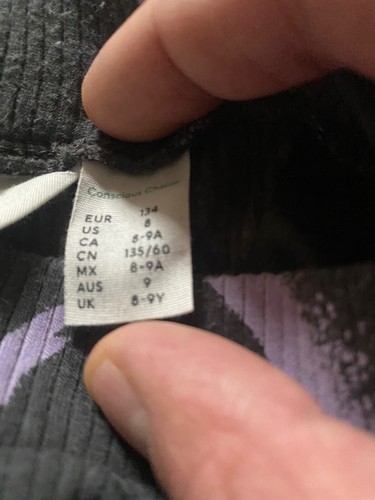 Conscious Choice
EUR 134
US 8
CA 8-9A
CN 135/60
MX 8-9A
AUS 9
UK 8-9Y